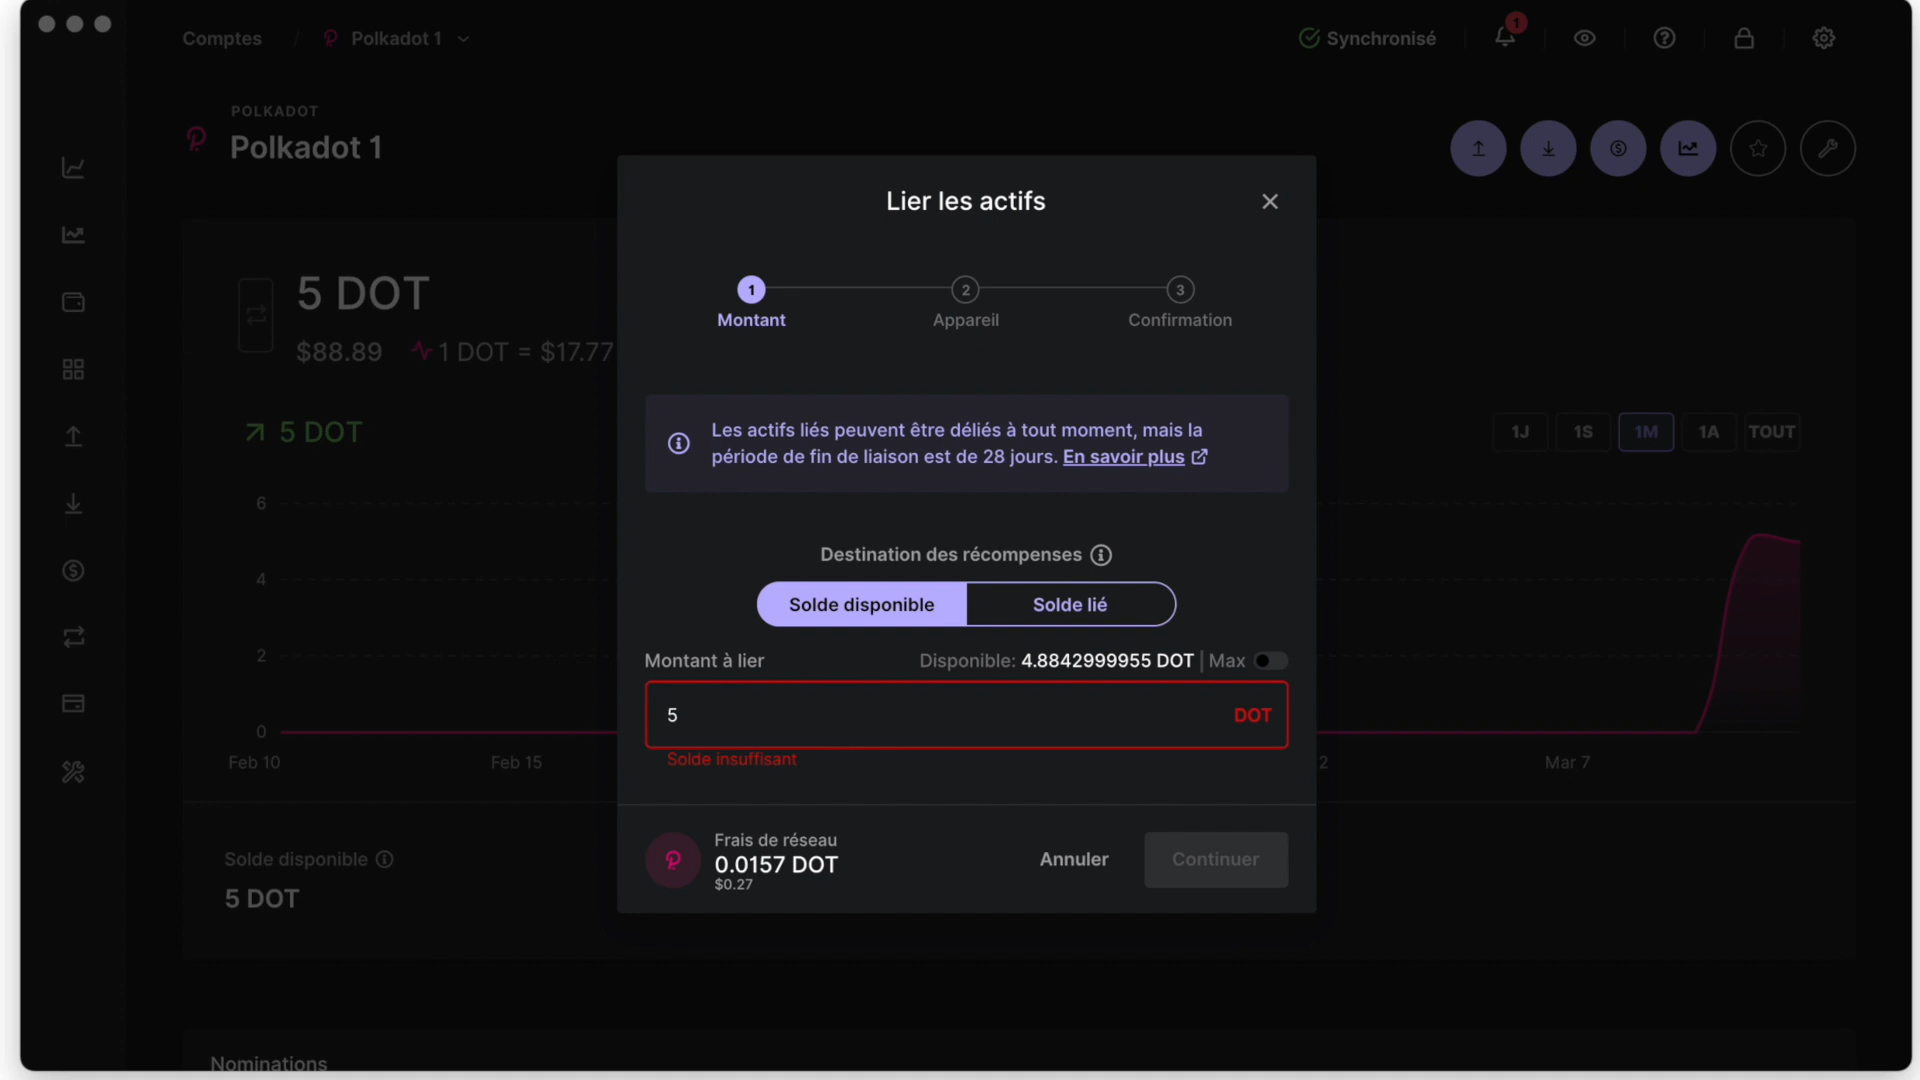 Comptes / Polkadot 1
Synchronisé
1
POLKADOT
Polkadot 1
5 DOT
$88.89 1 DOT = $17.77
5 DOT
1J 1S 1M 1A TOUT
6
4
2
0
Feb 10 Feb 15 2 Mar 7
Solde disponible
5 DOT
Nominations
Lier les actifs
1 2 3
Montant Appareil Confirmation
Les actifs liés peuvent être déliés à tout moment, mais la
période de fin de liaison est de 28 jours. En savoir plus
Destination des récompenses
Solde disponible Solde lié
Montant à lier Disponible: 4.8842999955 DOT | Max
5 DOT
Solde insuffisant
Frais de réseau
0.0157 DOT
$0.27
Annuler Continuer